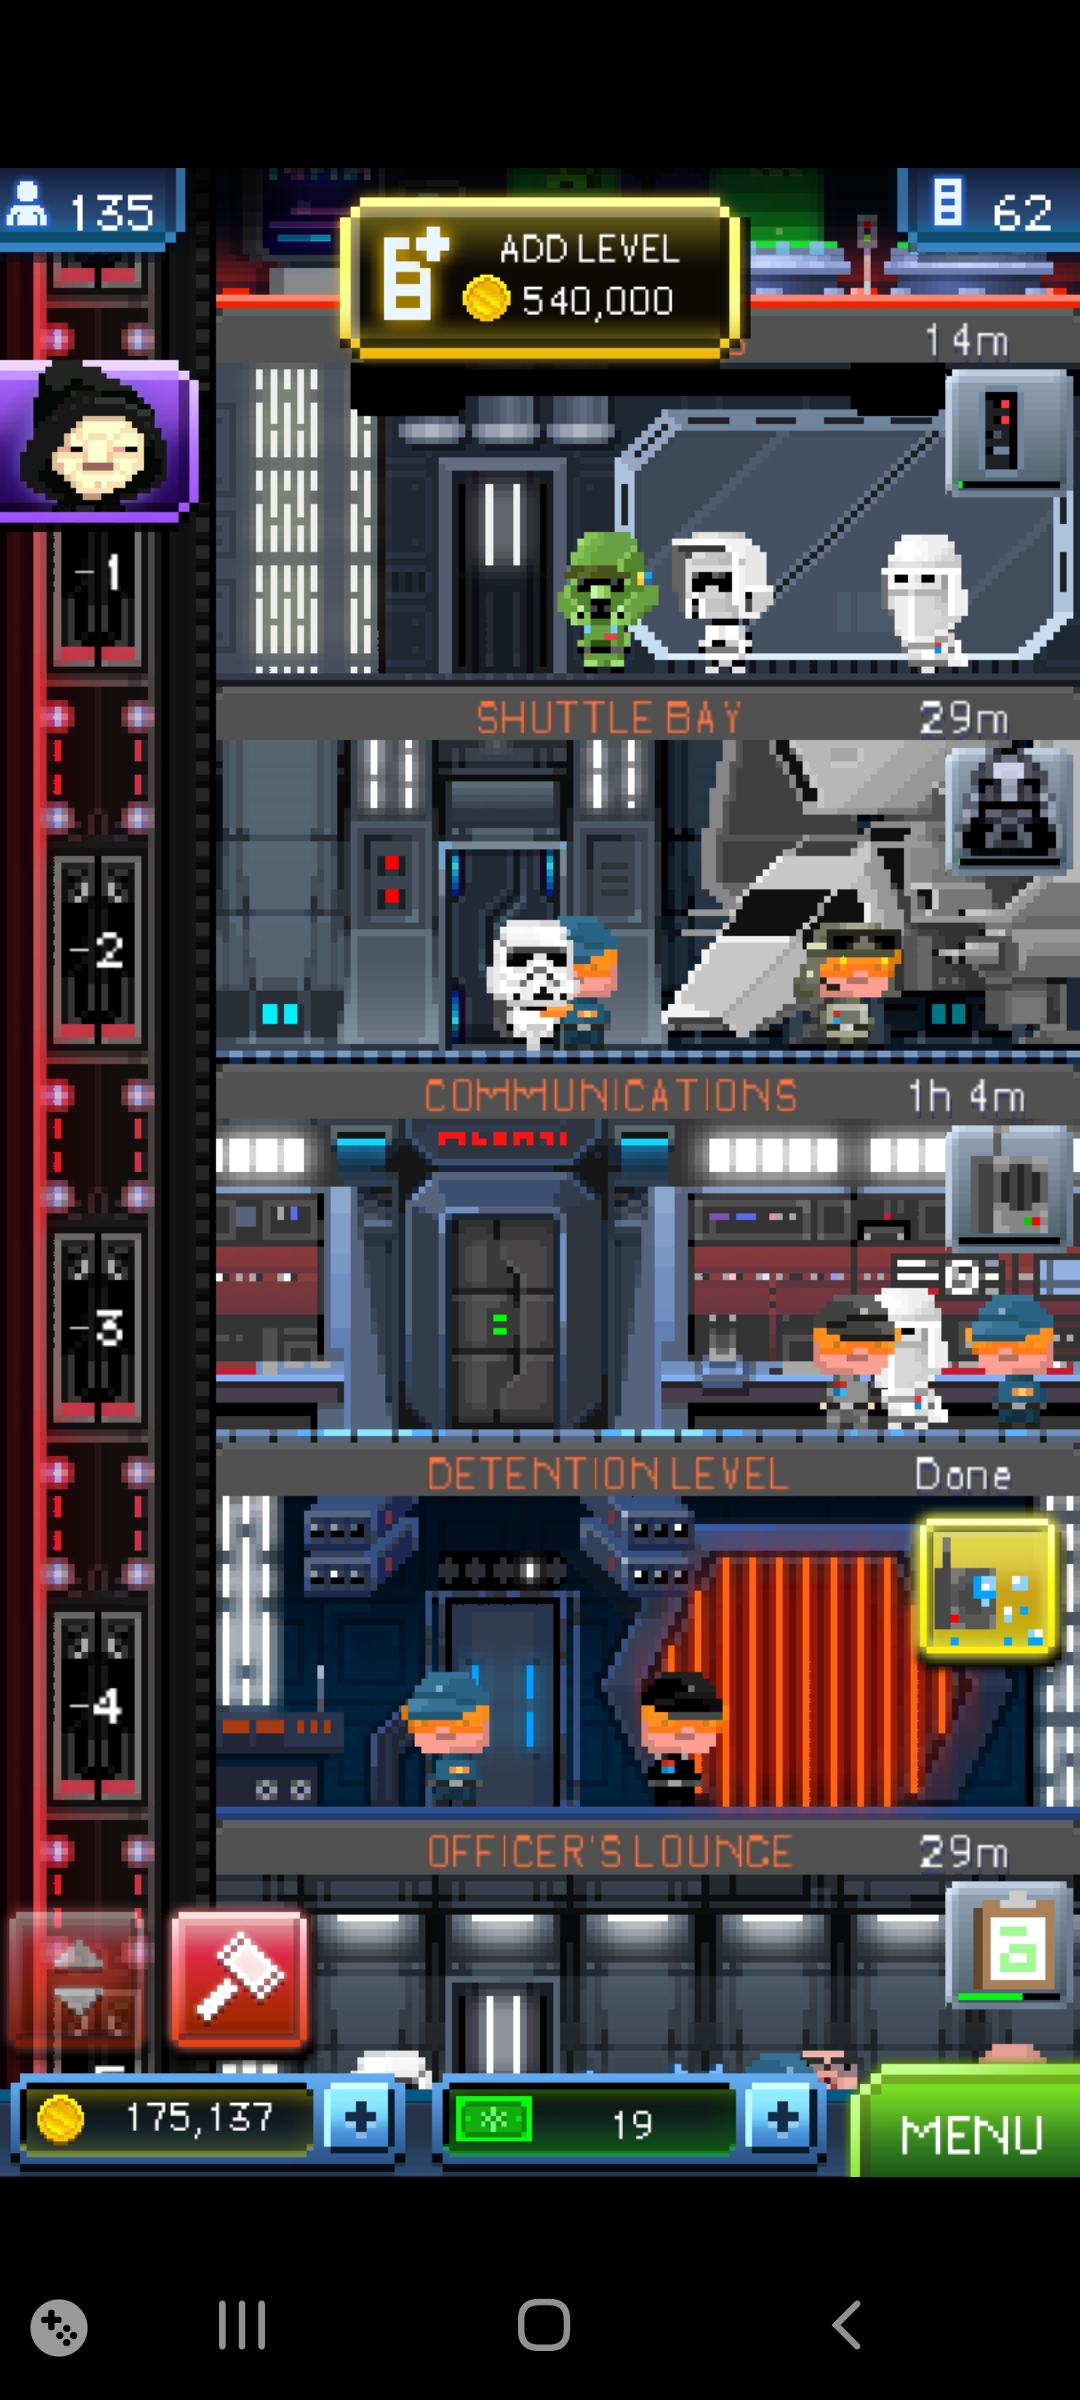 135
ADD LEVEL
540,000
62
14m
-1
SHUTTLE BAY
29m
-2
COMMUNICATIONS
1h 4m
-3
DETENTION LEVEL
Done
-4
OFFICER'S LOUNGE
29m
175,137
19
MENU